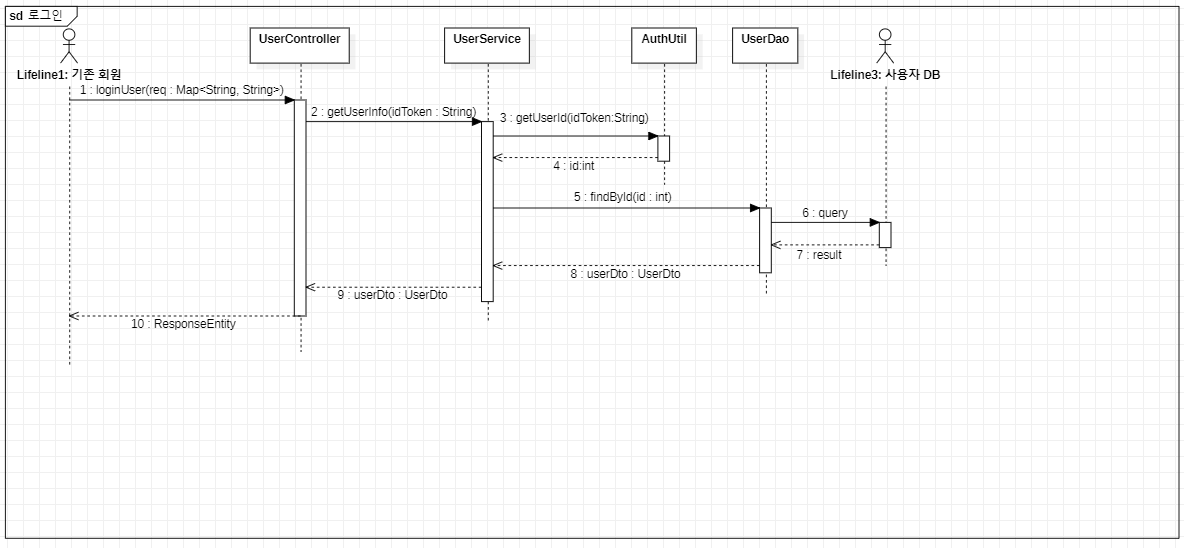 sd 로그인
UserController
UserService
AuthUtil
UserDao
Lifeline1: 기존 회원
Lifeline3: 사용자 DB
1 : loginUser(req : Map<String, String>)
2 : getUserInfo(idToken : String)
3 : getUserId(idToken:String)
4 : id:int
5 : findById(id : int)
6 : query
7 : result
8 : userDto : UserDto
9 : userDto : UserDto
10 : ResponseEntity